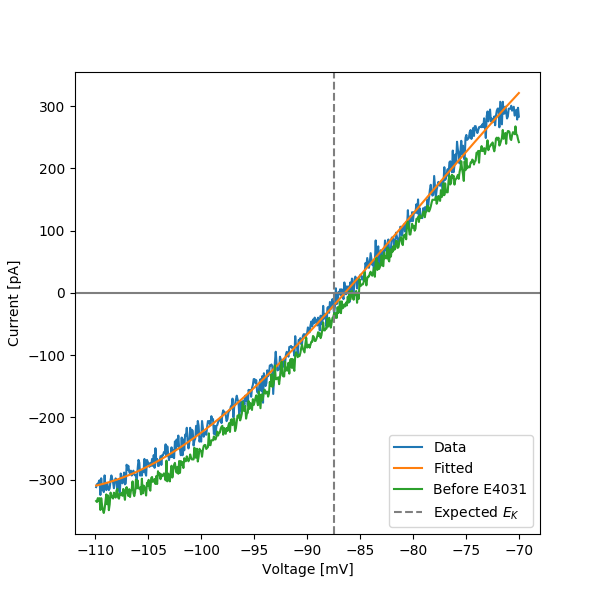 300
200
100
0
−100
−200
−300
Current [pA]
−110
−105
−100
−95
−90
−85
−80
−75
−70
Voltage [mV]
Data
Fitted
Before E4031
Expected $E_K$